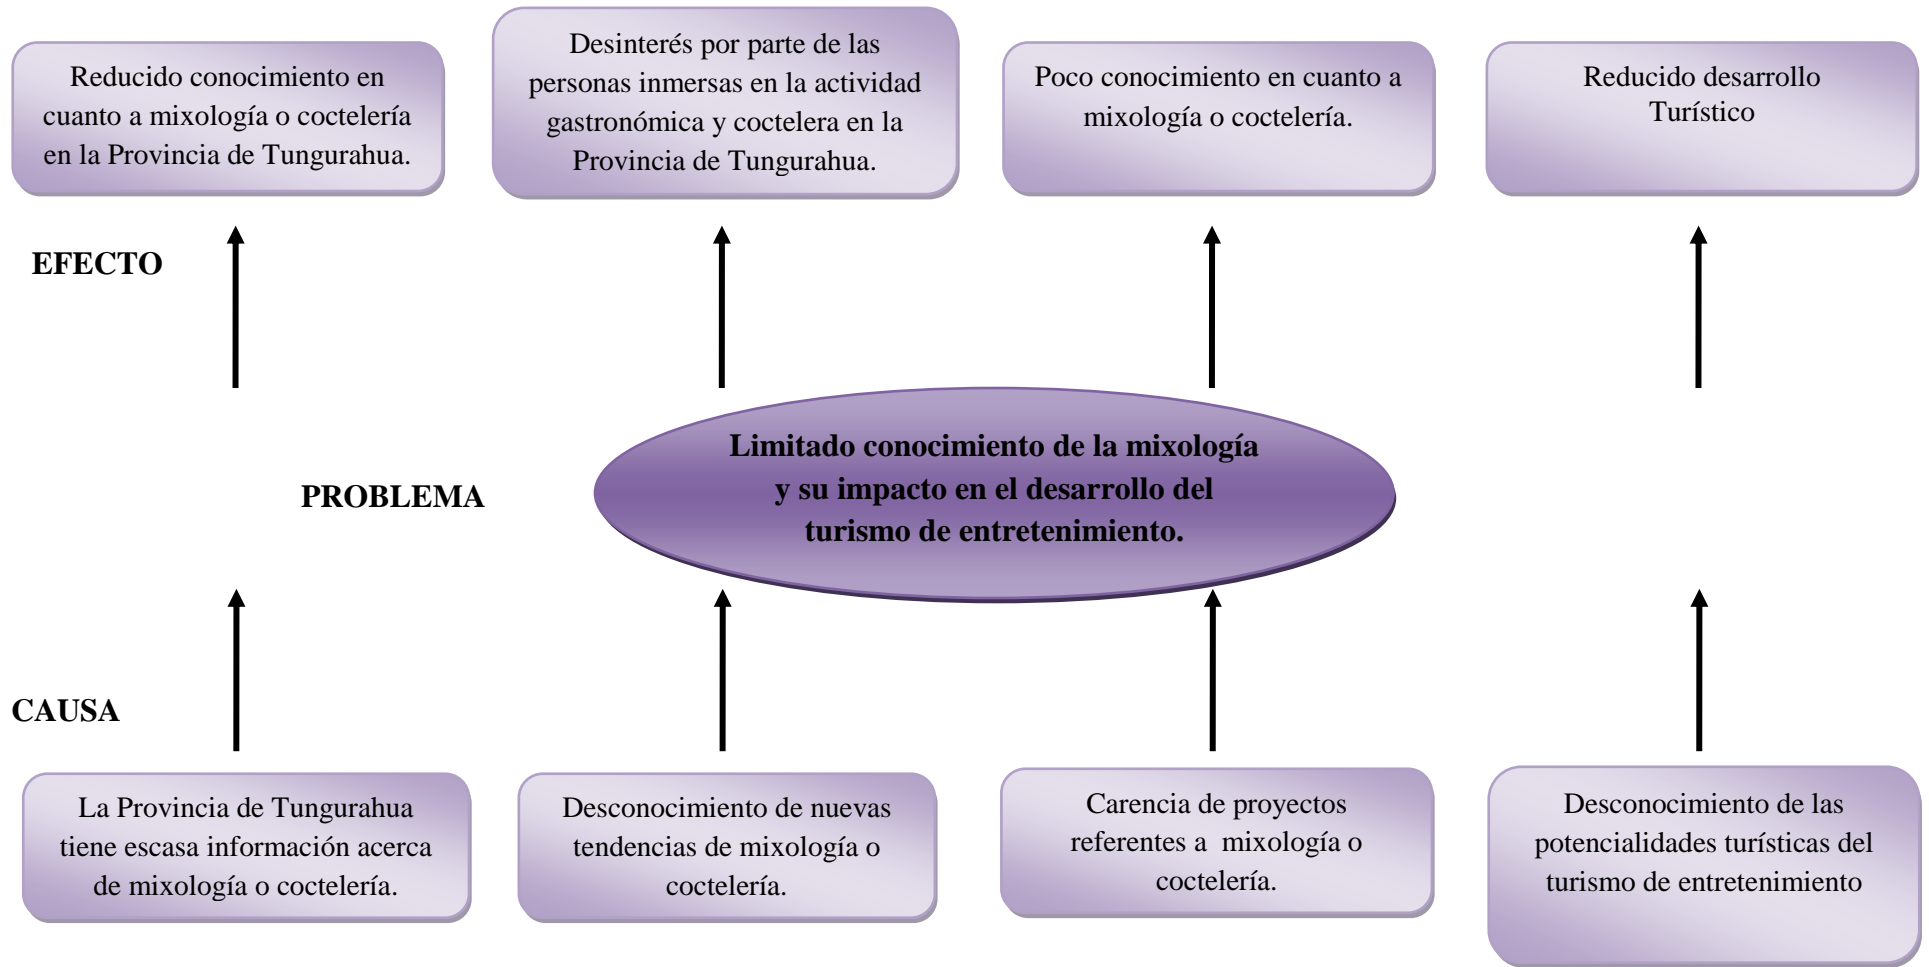 Reducido conocimiento en
cuanto a mixología o coctelería
en la Provincia de Tungurahua.
Desinterés por parte de las
personas inmersas en la actividad
gastronómica y coctelera en la
Provincia de Tungurahua.
Poco conocimiento en cuanto a
mixología o coctelería.
Reducido desarrollo
Turístico
EFECTO
PROBLEMA
Limitado conocimiento de la mixología
y su impacto en el desarrollo del
turismo de entretenimiento.
CAUSA
La Provincia de Tungurahua
tiene escasa información acerca
de mixología o coctelería.
Desconocimiento de nuevas
tendencias de mixología o
coctelería.
Carencia de proyectos
referentes a  mixología o
coctelería.
Desconocimiento de las
potencialidades turísticas del
turismo de entretenimiento